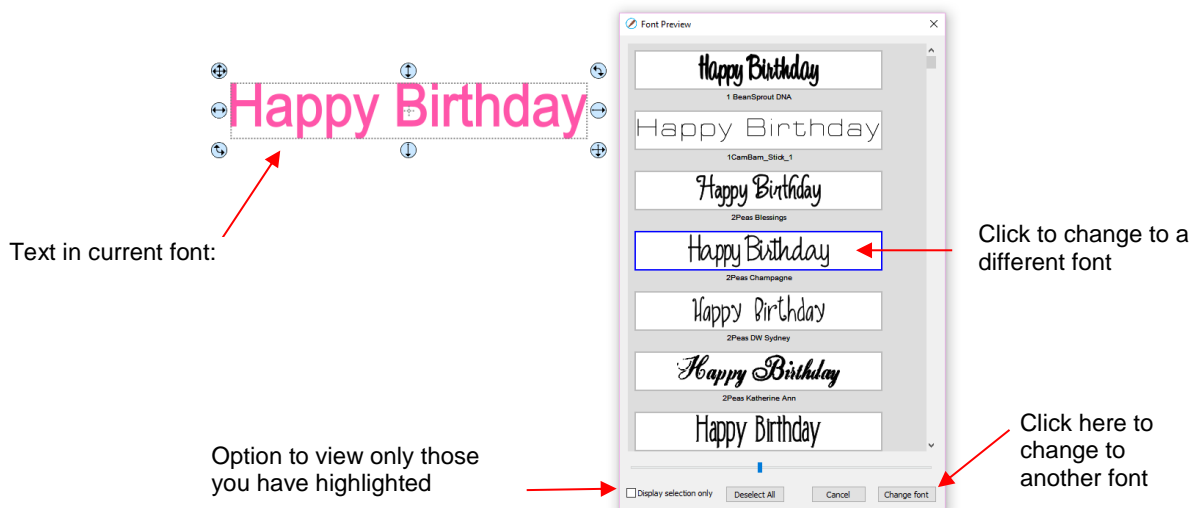 Happy Birthday
Text in current font:
Option to view only those
you have highlighted
Font Preview
Happy Birthday
1 BeanSprout DNA
Happy Birthday
1CamBam_Stick_1
Happy Birthday
2Peas Blessings
Happy Birthday
2Peas Champagne
Happy Birthday
2Peas DW Sydney
Happy Birthday
2Peas Katherine Ann
Happy Birthday
Display selection only
Deselect All
Cancel
Change font
Click to change to a
different font
Click here to
change to
another font